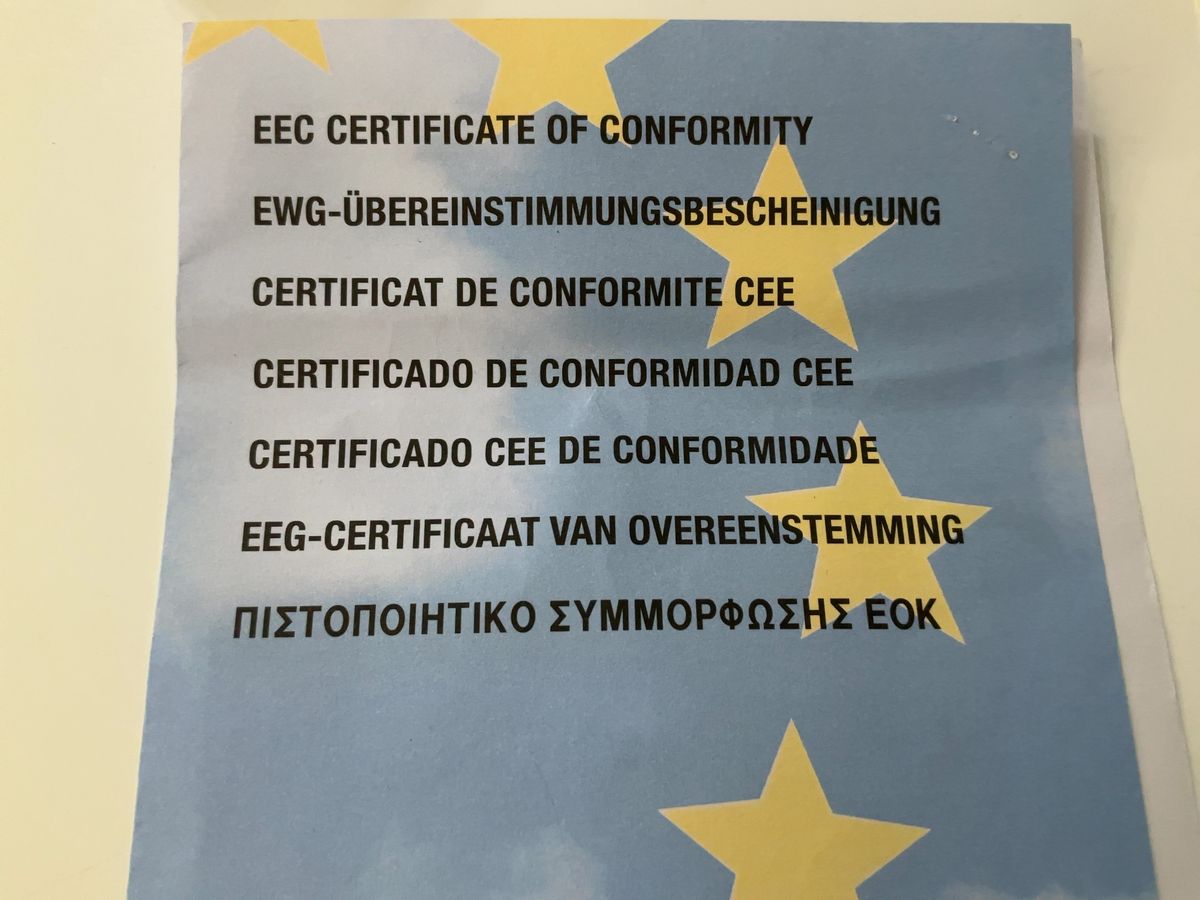 EEC CERTIFICATE OF CONFORMITY
EWG-ÜBEREINSTIMMUNGSBESCHEINIGUNG
CERTIFICAT DE CONFORMITE CEE
CERTIFICADO DE CONFORMIDAD CEE
CERTIFICADO CEE DE CONFORMIDADE
EEG-CERTIFICAAT VAN OVEREENSTEMMING
ΠΙΣΤΟΠΟΙΗΤΙΚΟ ΣΥΜΜΟΡΦΩΣΗΣ ΕΟΚ